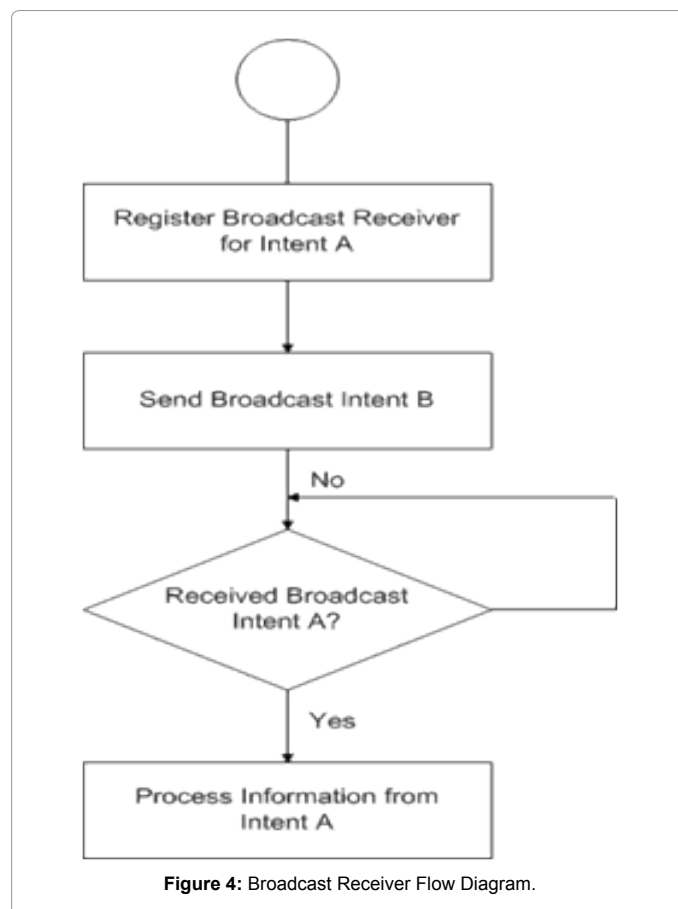 Register Broadcast Receiver
for Intent A
Send Broadcast Intent B
No
Received Broadcast
Intent A?
Yes
Process Information from
Intent A
Figure 4: Broadcast Receiver Flow Diagram.